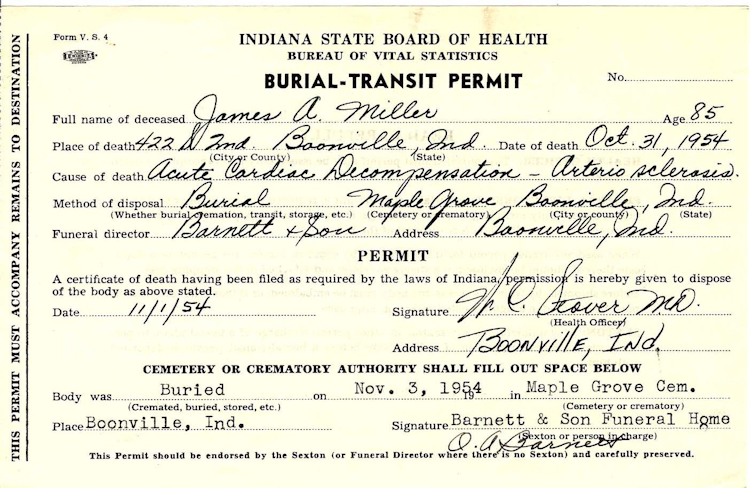 Form V. S. 4
INDIANA STATE BOARD OF HEALTH
BUREAU OF VITAL STATISTICS
BURIAL-TRANSIT PERMIT
No.
Full name of deceased James A. Miller Age 85
Place of death 422 N 2nd. Boonville, Ind. Date of death Oct. 31, 1954
(City or County) (State)
Cause of death Acute Cardiac Decompensation - Arterio sclerosis.
Method of disposal Burial Maple Grove Boonville, Ind.
(Whether burial, cremation, transit, storage, etc.) (Cemetery or crematory) (City or county) (State)
Funeral director Barnett & Son Address Boonville, Ind.
PERMIT
A certificate of death having been filed as required by the laws of Indiana, permission is hereby given to dispose
of the body as above stated.
Date 11/1/54 Signature W. C. MD.
(Health Officer)
Address BOONVILLE, IND.
CEMETERY OR CREMATORY AUTHORITY SHALL FILL OUT SPACE BELOW
Body was Buried on Nov. 3, 1954 19 in Maple Grove Cem.
(Cremated, buried, stored, etc.) (Cemetery or crematory)
Place Boonville, Ind. Signature Barnett & Son Funeral Home
(Sexton or person in charge)
O. A Barnett
This Permit should be endorsed by the Sexton (or Funeral Director where there is no Sexton) and carefully preserved.
THIS PERMIT MUST ACCOMPANY REMAINS TO DESTINATION